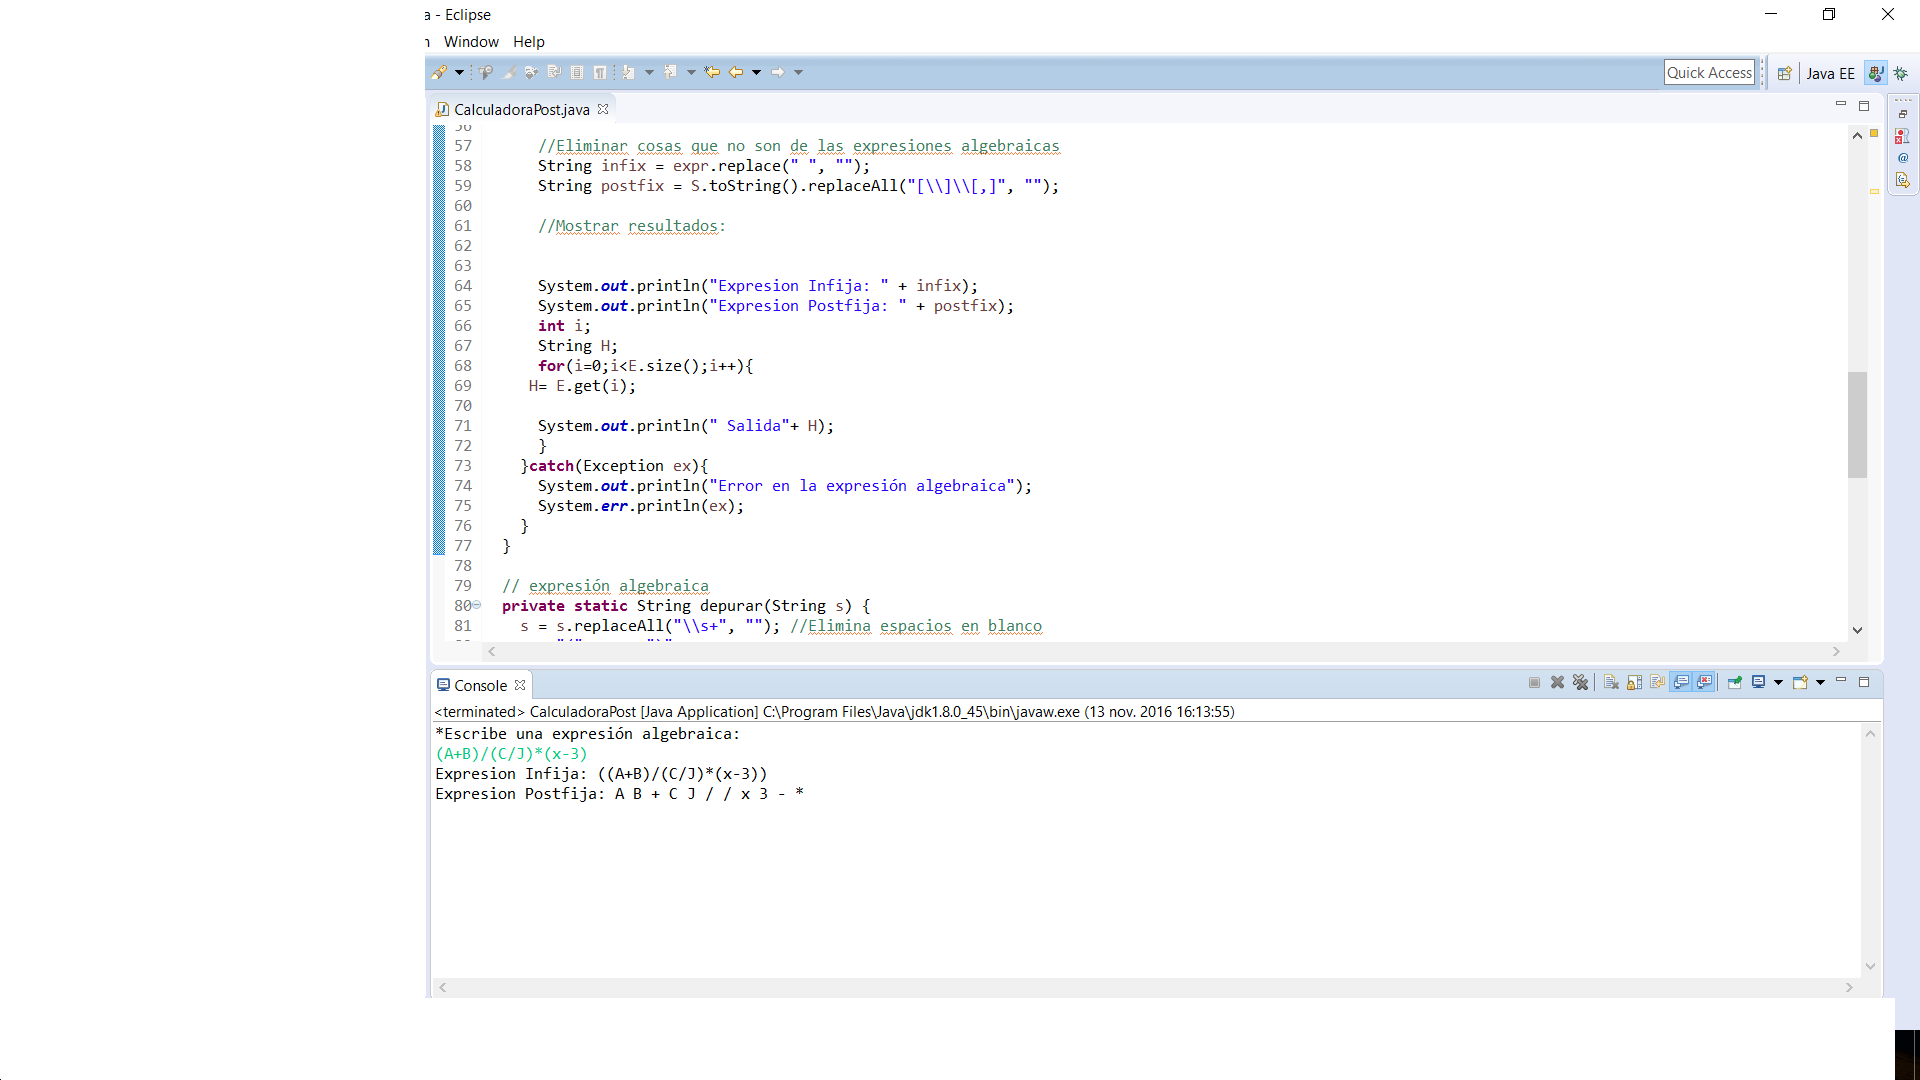 a - Eclipse
n Window Help
Quick Access Java EE
CalculadoraPost.java
56
57 //Eliminar cosas que no son de las expresiones algebraicas
58 String infix = expr.replace(" ", "");
59 String postfix = S.toString().replaceAll("[\\]\\[,]", "");
60
61 //Mostrar resultados:
62
63
64 System.out.println("Expresion Infija: " + infix);
65 System.out.println("Expresion Postfija: " + postfix);
66 int i;
67 String H;
68 for(i=0;i<E.size();i++){
69 H= E.get(i);
70
71 System.out.println(" Salida"+ H);
72 }
73 }catch(Exception ex){
74 System.out.println("Error en la expresión algebraica");
75 System.err.println(ex);
76 }
77 }
78
79 // expresión algebraica
80 private static String depurar(String s) {
81 s = s.replaceAll("\\s+", ""); //Elimina espacios en blanco
Console
<terminated> CalculadoraPost [Java Application] C:\Program Files\Java\jdk1.8.0_45\bin\javaw.exe (13 nov. 2016 16:13:55)
*Escribe una expresión algebraica:
(A+B)/(C/J)*(x-3)
Expresion Infija: ((A+B)/(C/J)*(x-3))
Expresion Postfija: A B + C J / / x 3 - *